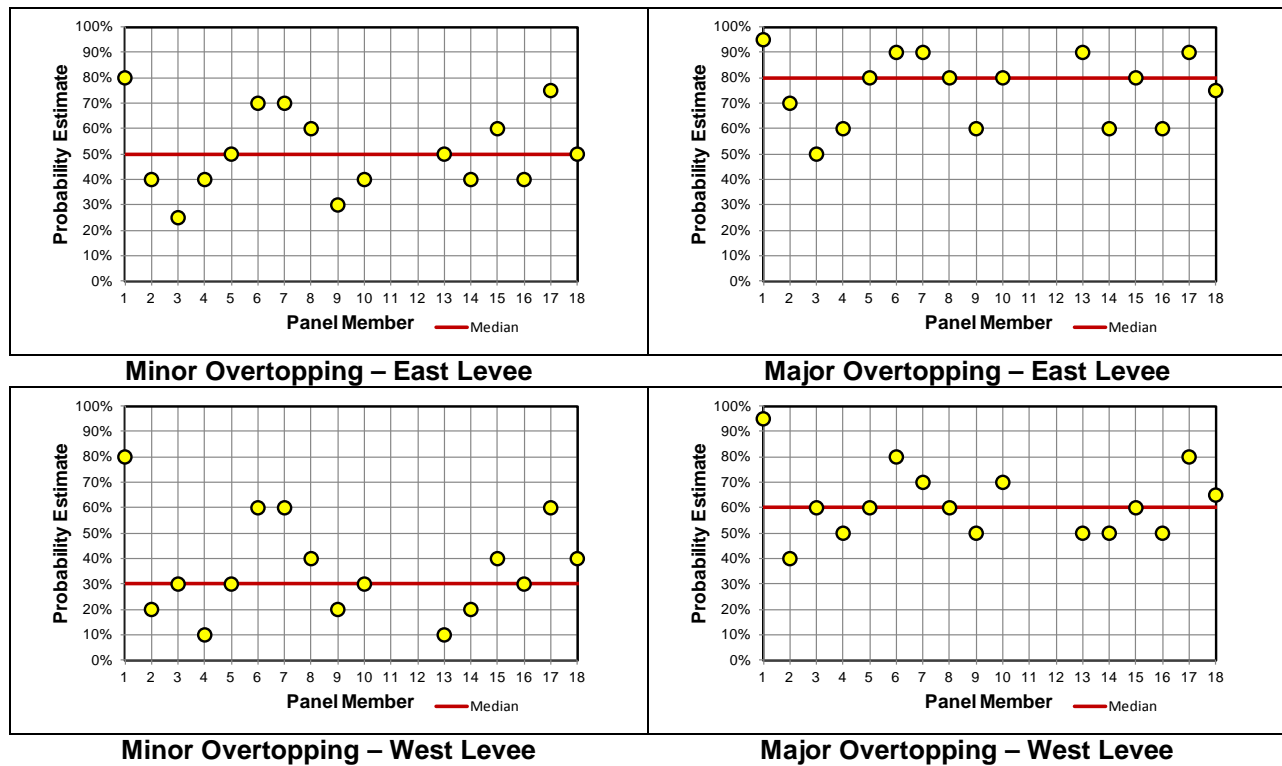 100%
90%
80%
70%
60%
50%
40%
30%
20%
10%
0%
Probability Estimate
1 2 3 4 5 6 7 8 9 10 11 12 13 14 15 16 17 18
Panel Member Median
Minor Overtopping – East Levee
100%
90%
80%
70%
60%
50%
40%
30%
20%
10%
0%
Probability Estimate
1 2 3 4 5 6 7 8 9 10 11 12 13 14 15 16 17 18
Panel Member Median
Major Overtopping – East Levee
100%
90%
80%
70%
60%
50%
40%
30%
20%
10%
0%
Probability Estimate
1 2 3 4 5 6 7 8 9 10 11 12 13 14 15 16 17 18
Panel Member Median
Minor Overtopping – West Levee
100%
90%
80%
70%
60%
50%
40%
30%
20%
10%
0%
Probability Estimate
1 2 3 4 5 6 7 8 9 10 11 12 13 14 15 16 17 18
Panel Member Median
Major Overtopping – West Levee